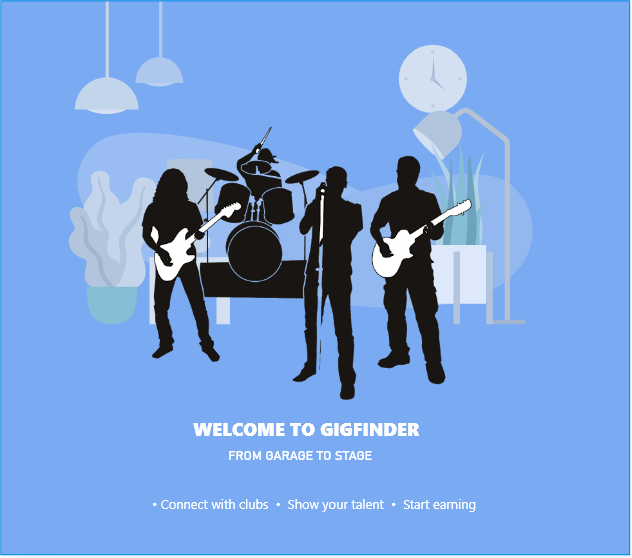 WELCOME TO GIGFINDER
FROM GARAGE TO STAGE
• Connect with clubs • Show your talent • Start earning